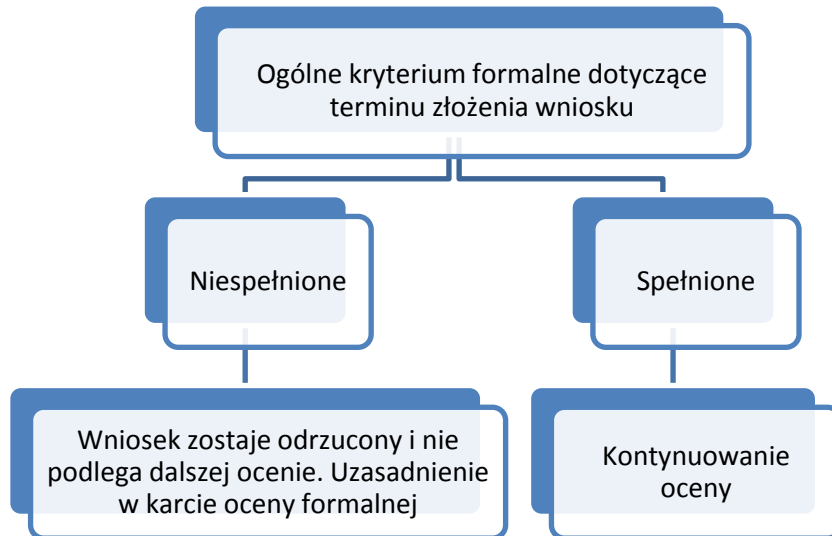 Ogólne kryterium formalne dotyczące
terminu złożenia wniosku
Niespełnione
Spełnione
Wniosek zostaje odrzucony i nie
podlega dalszej ocenie. Uzasadnienie
w karcie oceny formalnej
Kontynuowanie
oceny